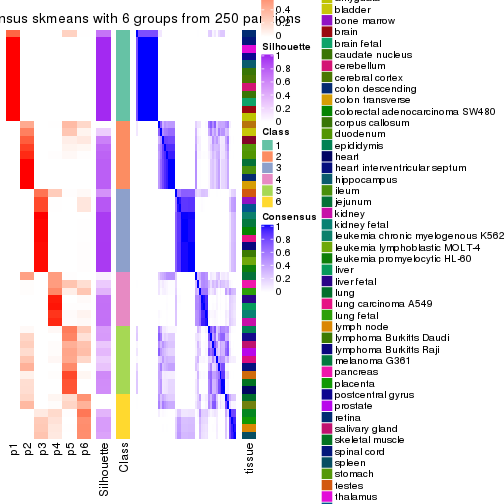 nsus skmeans with 6 groups from 250 partitions
0.4
0.2
0
Silhouette
1
0.8
0.6
0.4
0.2
0
Class
1
2
3
4
5
6
Consensus
1
0.8
0.6
0.4
0.2
0
bladder
bone marrow
brain
brain fetal
caudate nucleus
cerebellum
cerebral cortex
colon descending
colon transverse
colorectal adenocarcinoma SW480
corpus callosum
duodenum
epididymis
heart
heart interventricular septum
hippocampus
ileum
jejunum
kidney
kidney fetal
leukemia chronic myelogenous K562
leukemia lymphoblastic MOLT-4
leukemia promyelocytic HL-60
liver
liver fetal
lung
lung carcinoma A549
lung fetal
lymph node
lymphoma Burkitts Daudi
lymphoma Burkitts Raji
melanoma G361
pancreas
placenta
postcentral gyrus
prostate
retina
salivary gland
skeletal muscle
spinal cord
spleen
stomach
testes
thalamus
p1
p2
p3
p4
p5
p6
Silhouette
Class
tissue